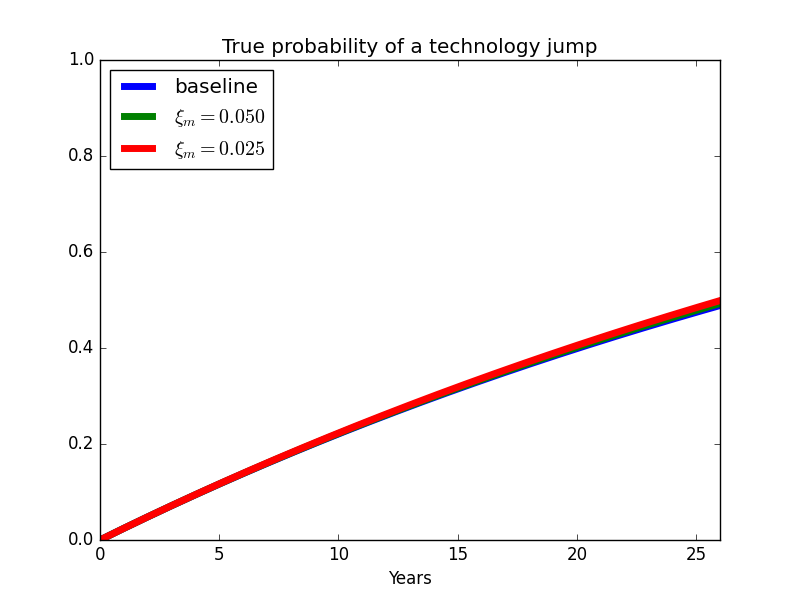 True probability of a technology jump
baseline
ξₘ = 0.050
ξₘ = 0.025
1.0
0.8
0.6
0.4
0.2
0.0
0 5 10 15 20 25
Years